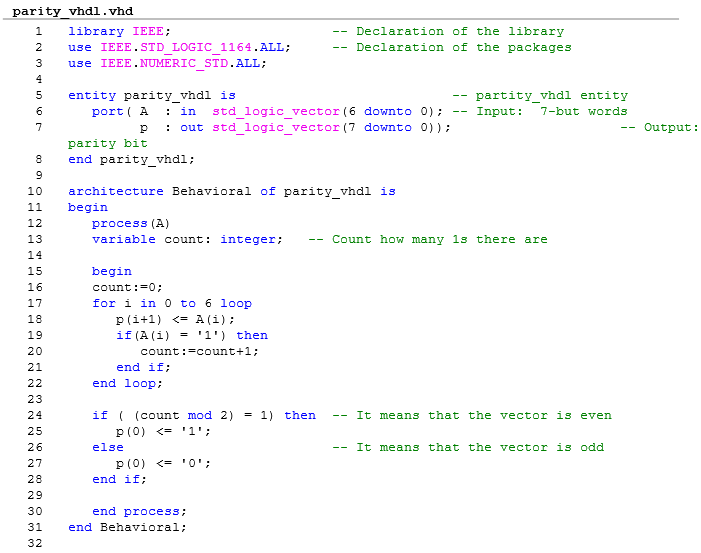 parity_vhdl.vhd
1 library IEEE; -- Declaration of the library
2 use IEEE.STD_LOGIC_1164.ALL; -- Declaration of the packages
3 use IEEE.NUMERIC_STD.ALL;
4
5 entity parity_vhdl is -- partity_vhdl entity
6 port( A : in std_logic_vector(6 downto 0); -- Input: 7-but words
7 p : out std_logic_vector(7 downto 0)); -- Output:
parity bit
8 end parity_vhdl;
9
10 architecture Behavioral of parity_vhdl is
11 begin
12 process(A)
13 variable count: integer; -- Count how many 1s there are
14
15 begin
16 count:=0;
17 for i in 0 to 6 loop
18 p(i+1) <= A(i);
19 if(A(i) = '1') then
20 count:=count+1;
21 end if;
22 end loop;
23
24 if ( (count mod 2) = 1) then -- It means that the vector is even
25 p(0) <= '1';
26 else -- It means that the vector is odd
27 p(0) <= '0';
28 end if;
29
30 end process;
31 end Behavioral;
32